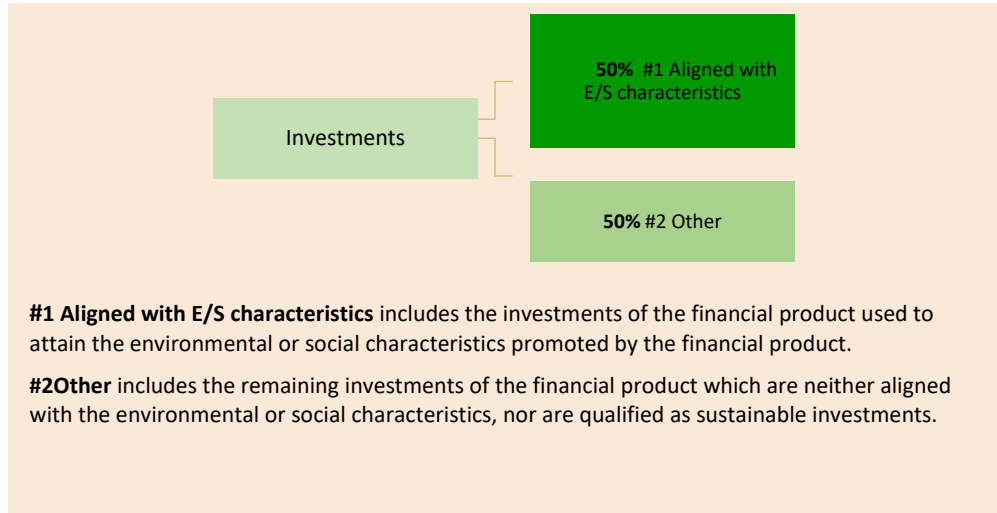 50% #1 Aligned with
E/S characteristics
Investments
50% #2 Other
#1 Aligned with E/S characteristics includes the investments of the financial product used to
attain the environmental or social characteristics promoted by the financial product.
#2Other includes the remaining investments of the financial product which are neither aligned
with the environmental or social characteristics, nor are qualified as sustainable investments.